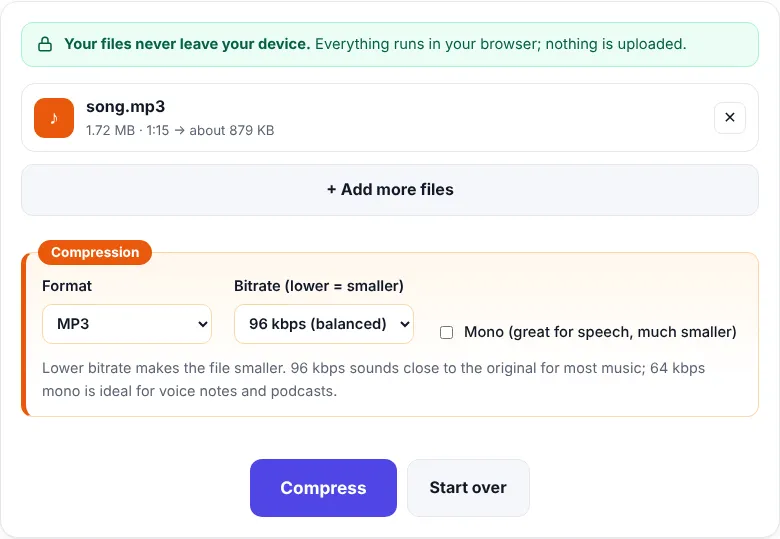 Your files never leave your device. Everything runs in your browser; nothing is uploaded.
♪
song.mp3
1.72 MB · 1:15 → about 879 KB
✕
+ Add more files
Compression
Format
Bitrate (lower = smaller)
MP3
96 kbps (balanced)
Mono (great for speech, much smaller)
Lower bitrate makes the file smaller. 96 kbps sounds close to the original for most music; 64 kbps
mono is ideal for voice notes and podcasts.
Compress
Start over